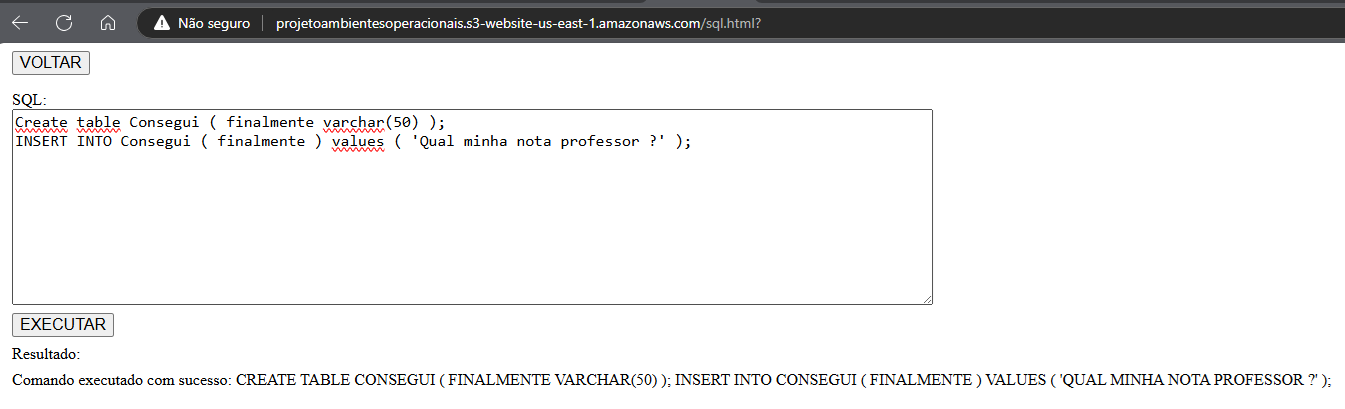 Não seguro projetoambientesoperacionais.s3-website-us-east-1.amazonaws.com/sql.html?
VOLTAR
SQL:
Create table Consegui ( finalmente varchar(50) );
INSERT INTO Consegui ( finalmente ) values ( 'Qual minha nota professor ?' );
EXECUTAR
Resultado:
Comando executado com sucesso: CREATE TABLE CONSEGUI ( FINALMENTE VARCHAR(50) ); INSERT INTO CONSEGUI ( FINALMENTE ) VALUES ( 'QUAL MINHA NOTA PROFESSOR ?' );